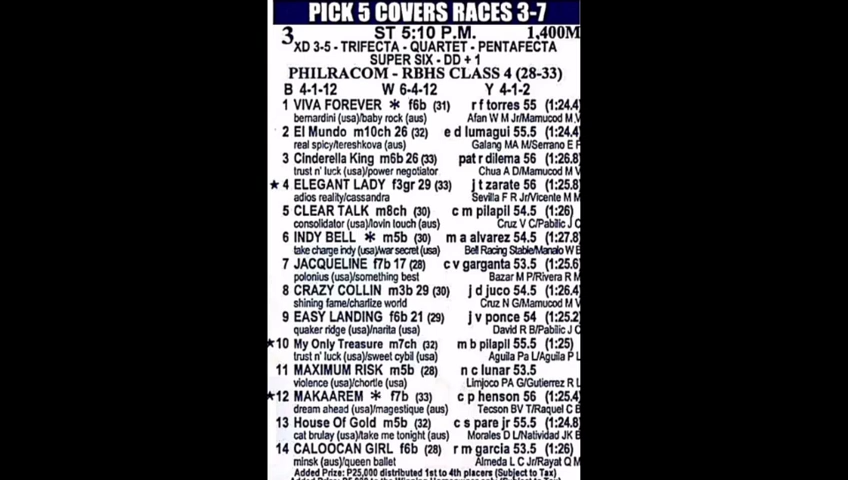 PICK 5 COVERS RACES 3-7
3 ST 5:10 P.M. 1,400M
XD 3-5 - TRIFECTA - QUARTET - PENTAFECTA
SUPER SIX - DD + 1
PHILRACOM - RBHS CLASS 4 (28-33)
B 4-1-12 W 6-4-12 Y 4-1-2
1 VIVA FOREVER * f6b (31) r f torres 55 (1:24.4
bernardini (usa)/baby rock (aus) Afan W M Jr/Mamucod M V
2 El Mundo m10ch 26 (32) e d lumagui 55.5 (1:24.4
real spicy/tereshkova (aus) Galang MA M/Serrano E F
3 Cinderella King m6b 26 (33) pat r dilema 56 (1:26.8
trust n' luck (usa)/power negotiator Chua A D/Mamucod M V
★ 4 ELEGANT LADY f3gr 29 (33) j t zarate 56 (1:25.8
adios reality/cassandra Sevilla F R Jr/Vicente M M
5 CLEAR TALK m8ch (30) c m pilapil 54.5 (1:26)
consolidator (usa)/lovin touch (aus) Cruz V C/Pabilic J C
6 INDY BELL * m5b (30) m a alvarez 54.5 (1:27.8
take charge indy (usa)/war secret (usa) Bell Racing Stable/Manalo W E
7 JACQUELINE f7b 17 (28) c v garganta 53.5 (1:25.6
polonius (usa)/something best Bazar M P/Rivera R M
8 CRAZY COLLIN m3b 29 (30) j d juco 54.5 (1:26.4
shining fame/charlize world Cruz N G/Mamucod M V
9 EASY LANDING f6b 21 (29) j v ponce 54 (1:25.2
quaker ridge (usa)/narita (usa) David R B/Pabilic J C
★10 My Only Treasure m7ch (32) m b pilapil 55.5 (1:25)
trust n' luck (usa)/sweet cybil (usa) Aguila Pa L/Aguila P L
11 MAXIMUM RISK m5b (28) n c lunar 53.5
violence (usa)/chortle (usa) Limjoco PA G/Gutierrez R L
★12 MAKAAREM * f7b (33) c p henson 56 (1:25.4
dream ahead (usa)/magestique (aus) Tecson BV T/Raquel C B
13 House Of Gold m5b (32) c s pare jr 55.5 (1:24.8
cat brulay (usa)/take me tonight (aus) Morales D L/Natividad JK B
14 CALOOCAN GIRL f6b (28) r m garcia 53.5 (1:26)
minsk (aus)/queen ballet Almeda L C Jr/Rayat Q M
Added Prize: P25,000 distributed 1st to 4th placers (Subject to Tax)